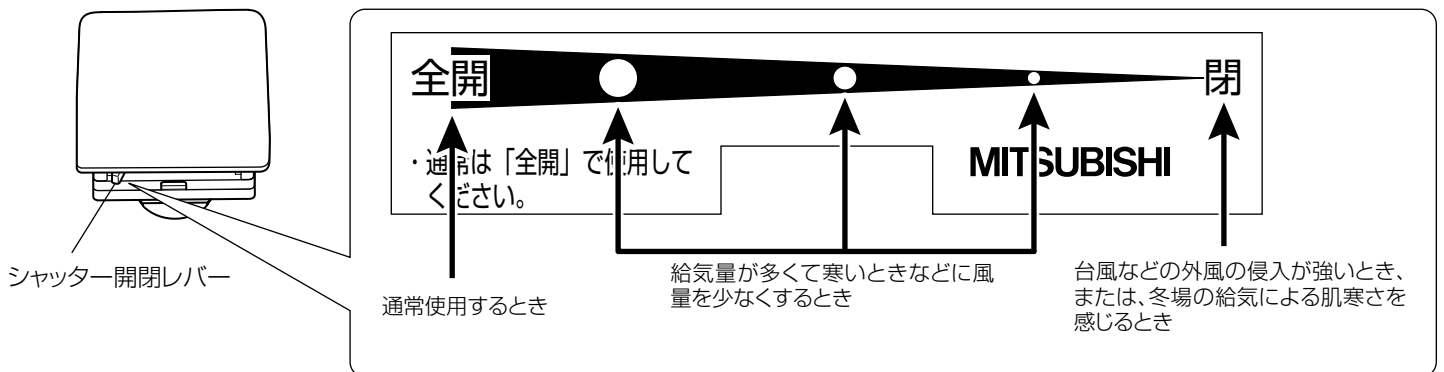 全開
閉
・通常は「全開」で使用して
ください。
MITSUBISHI
シャッター開閉レバー
通常使用するとき
給気量が多くて寒いときなどに風
量を少なくするとき
台風などの外風の侵入が強いとき、
または、冬場の給気による肌寒さを
感じるとき